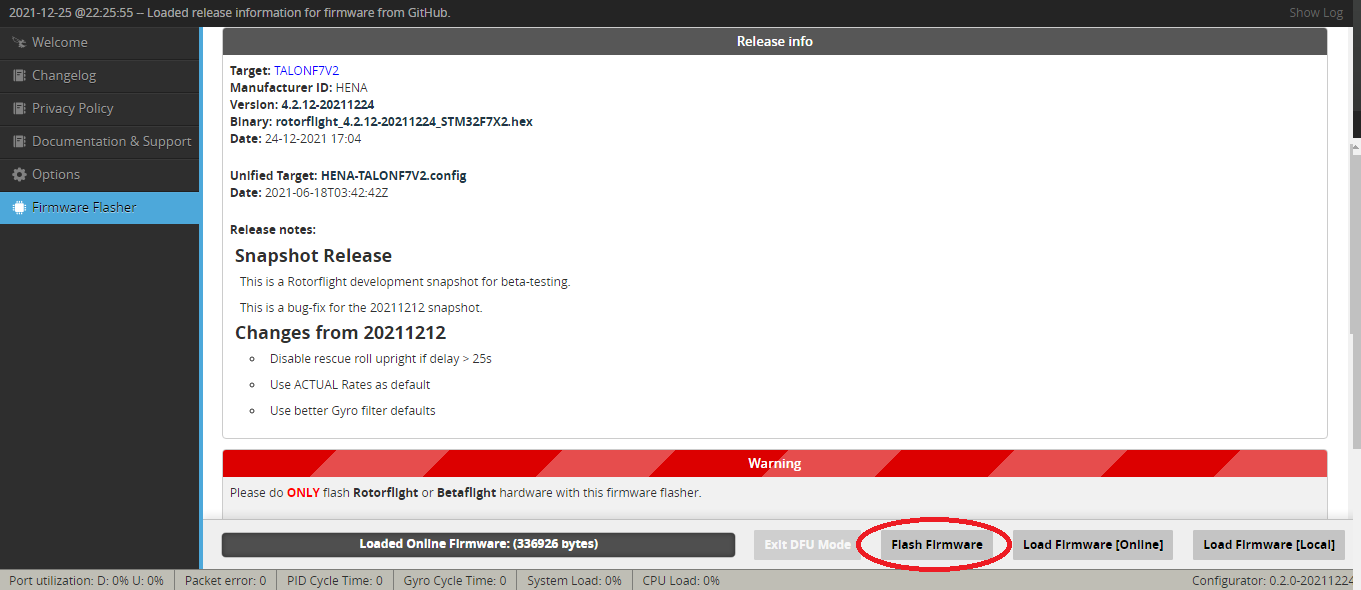 2021-12-25 @22:25:55 -- Loaded release information for firmware from GitHub.
Show Log
Welcome
Changelog
Privacy Policy
Documentation & Support
Options
Firmware Flasher
Release info
Target: TALONF7V2
Manufacturer ID: HENA
Version: 4.2.12-20211224
Binary: rotorflight_4.2.12-20211224_STM32F7X2.hex
Date: 24-12-2021 17:04
Unified Target: HENA-TALONF7V2.config
Date: 2021-06-18T03:42:42Z
Release notes:
Snapshot Release
This is a Rotorflight development snapshot for beta-testing.
This is a bug-fix for the 20211212 snapshot.
Changes from 20211212
Disable rescue roll upright if delay > 25s
Use ACTUAL Rates as default
Use better Gyro filter defaults
Warning
Please do ONLY flash Rotorflight or Betaflight hardware with this firmware flasher.
Loaded Online Firmware: (336926 bytes)
Exit DFU Mode
Flash Firmware
Load Firmware [Online]
Load Firmware [Local]
Port utilization: D: 0% U: 0%
Packet error: 0
PID Cycle Time: 0
Gyro Cycle Time: 0
System Load: 0%
CPU Load: 0%
Configurator: 0.2.0-20211224